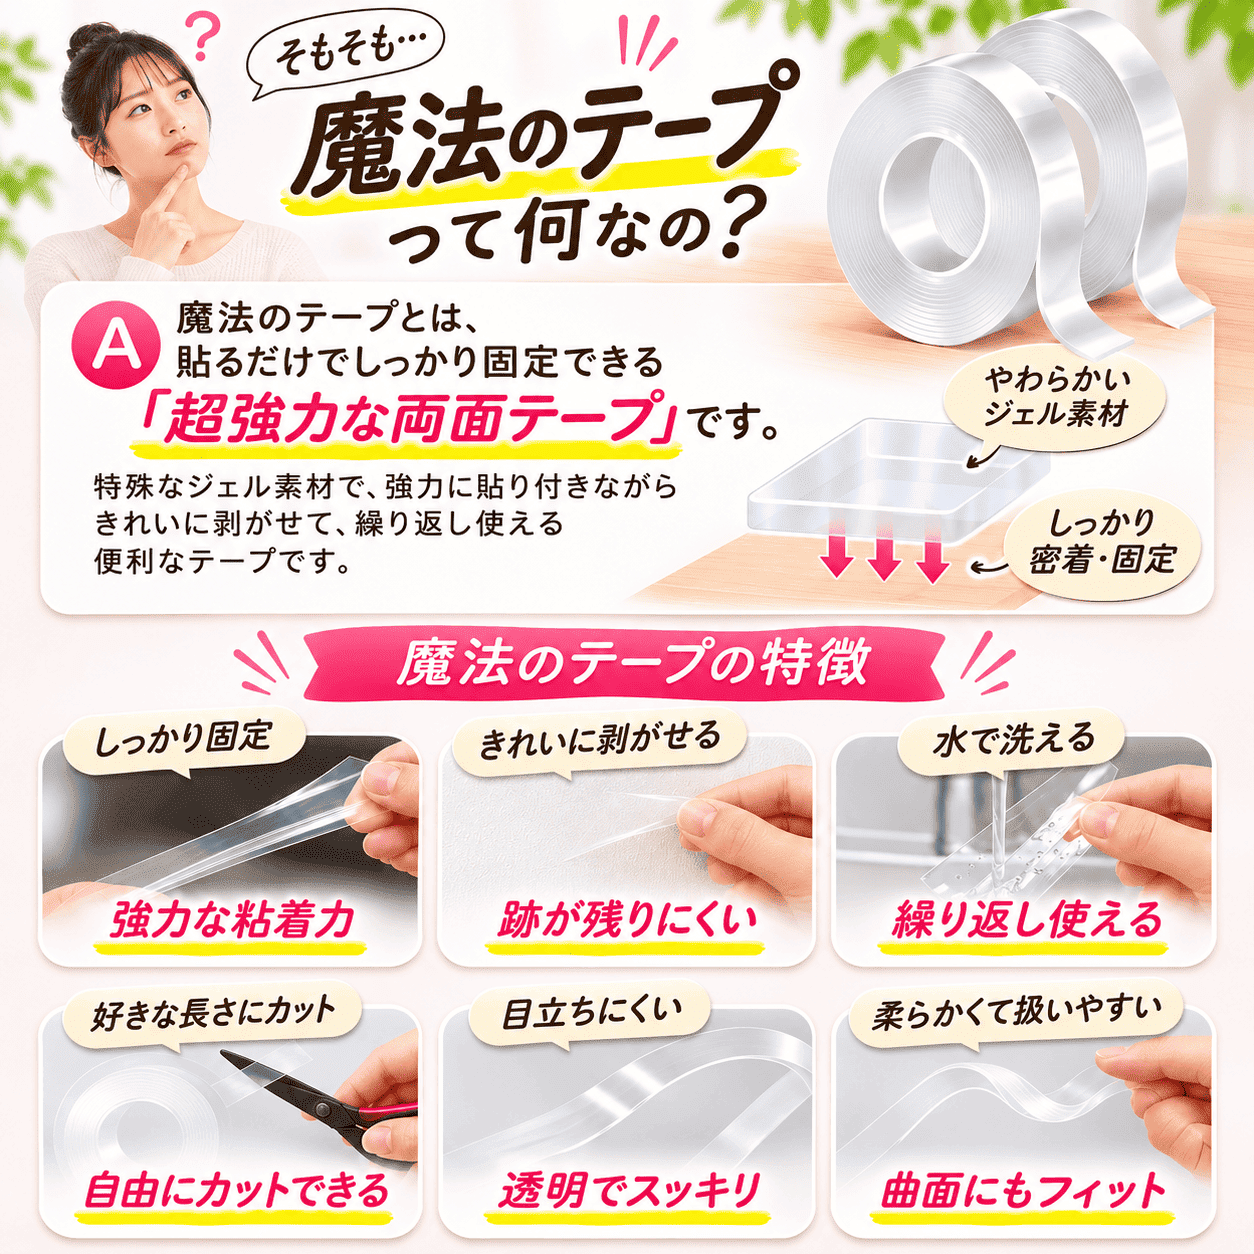 ?
そもそも…
魔法のテープ
って何なの?
A
魔法のテープとは、
貼るだけでしっかり固定できる
「超強力な両面テープ」です。
特殊なジェル素材で、強力に貼り付きながら
きれいに剥がせて、繰り返し使える
便利なテープです。
やわらかい
ジェル素材
しっかり
密着・固定
魔法のテープの特徴
しっかり固定
強力な粘着力
きれいに剥がせる
跡が残りにくい
水で洗える
繰り返し使える
好きな長さにカット
自由にカットできる
目立ちにくい
透明でスッキリ
柔らかくて扱いやすい
曲面にもフィット